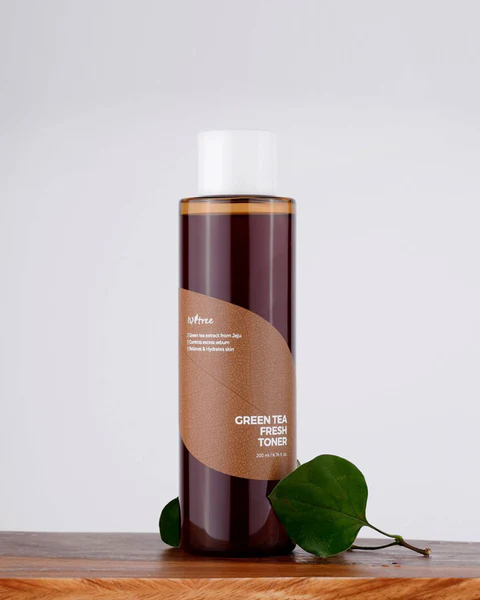 IsNtree
Green tea extract from Jeju
Controls excess sebum
Relieves & Hydrates skin
GREEN TEA
FRESH
TONER
200 ml / 6.76 fl. oz